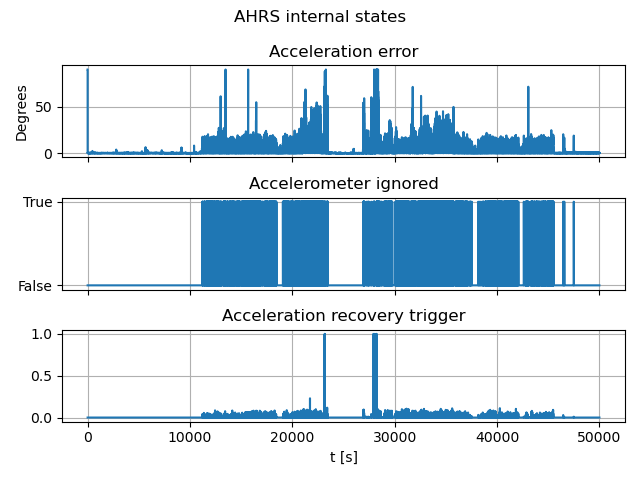 AHRS internal states
Acceleration error
Degrees
50
0
Accelerometer ignored
True
False
Acceleration recovery trigger
1.0
0.5
0.0
0 10000 20000 30000 40000 50000
t [s]